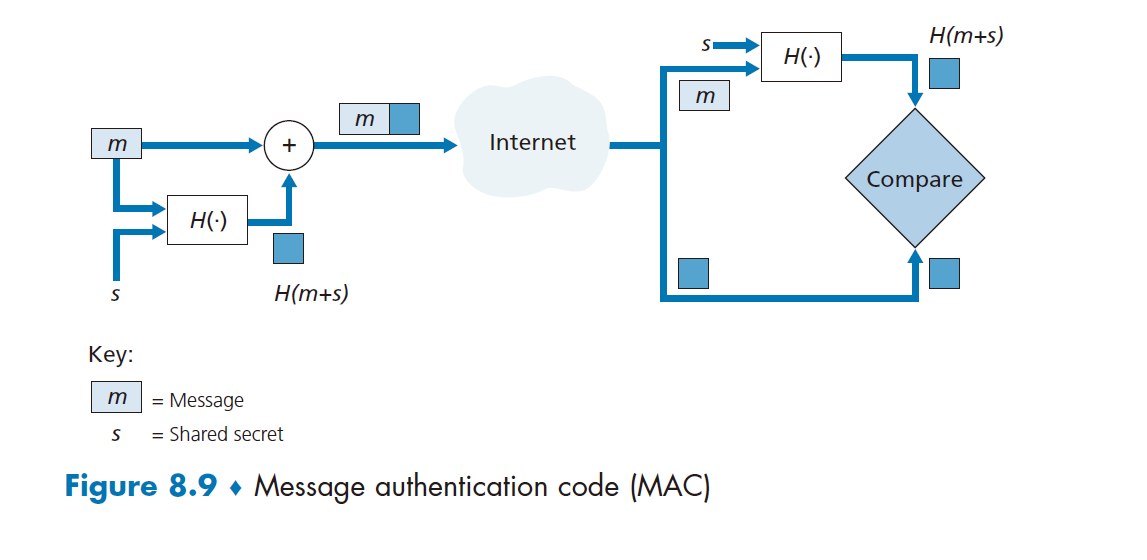 s
H(·)
H(m+s)
m
m
Internet
m
+
Compare
H(·)
s
H(m+s)
Key:
m = Message
s = Shared secret
Figure 8.9 ♦ Message authentication code (MAC)